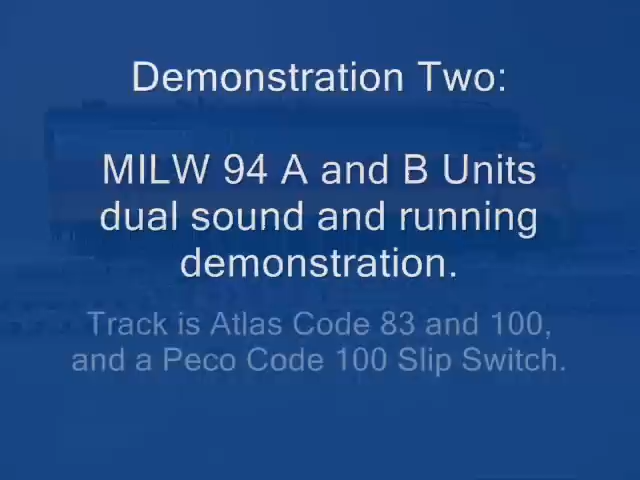 Demonstration Two:
MILW 94 A and B Units
dual sound and running
demonstration.
Track is Atlas Code 83 and 100,
and a Peco Code 100 Slip Switch.